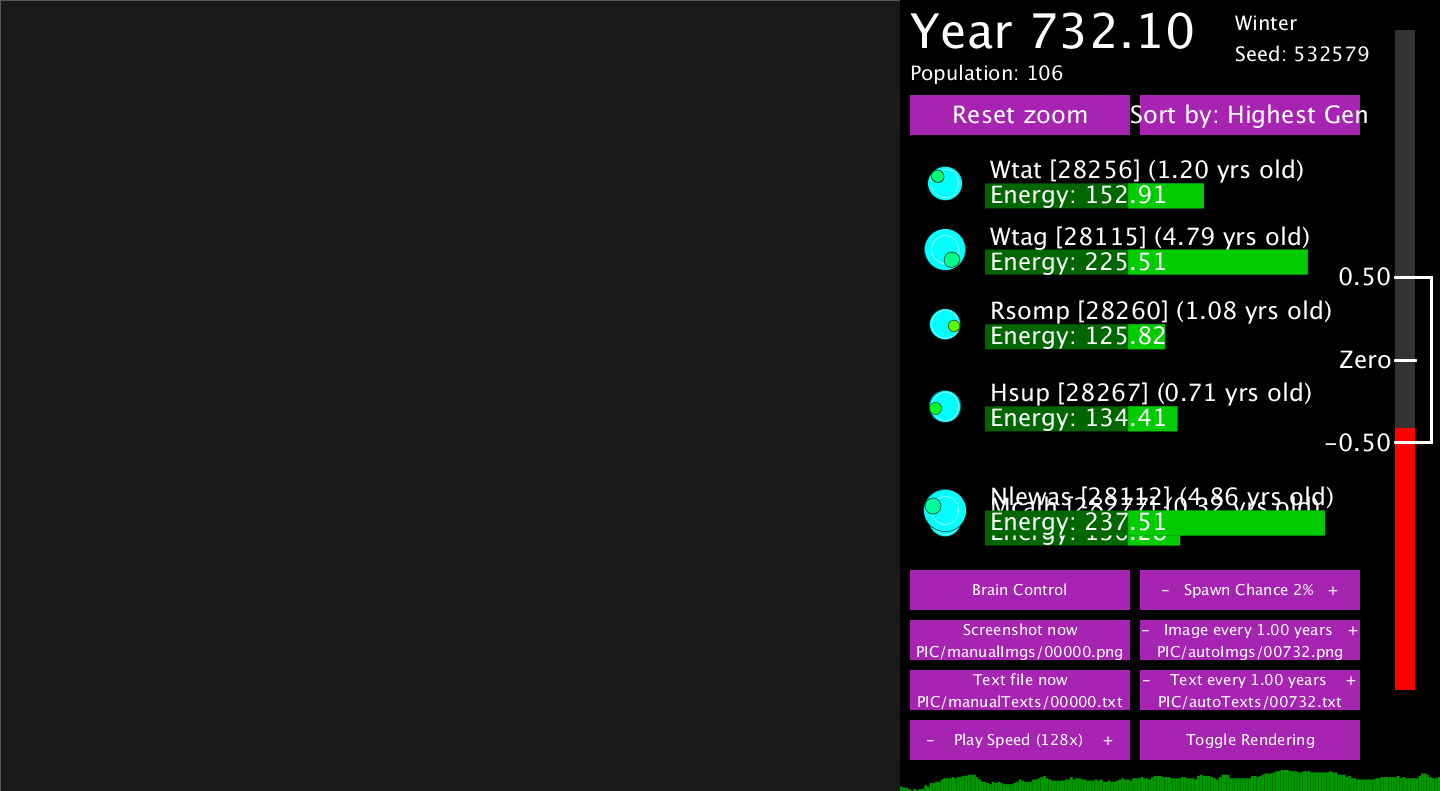 Year 732.10
Winter
Seed: 532579
Population: 106
Reset zoom
Sort by: Highest Gen
Wtat [28256] (1.20 yrs old)
Energy: 152.91
Wtag [28115] (4.79 yrs old)
Energy: 225.51
0.50
Rsomp [28260] (1.08 yrs old)
Energy: 125.82
Zero
Hsup [28267] (0.71 yrs old)
Energy: 134.41
-0.50
Nlewas [28112] (4.86 yrs old)
Energy: 237.51
Brain Control
- Spawn Chance 2% +
Screenshot now
PIC/manualImgs/00000.png
- Image every 1.00 years +
PIC/autoImgs/00732.png
Text file now
PIC/manualTexts/00000.txt
- Text every 1.00 years +
PIC/autoTexts/00732.txt
- Play Speed (128x) +
Toggle Rendering